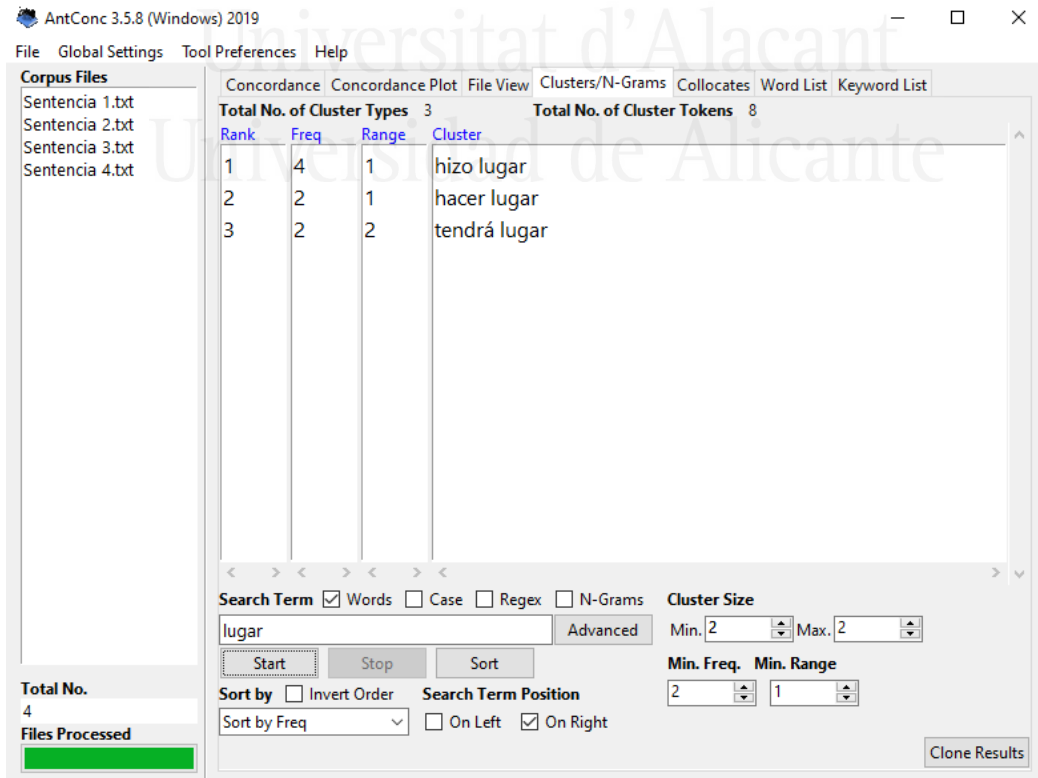 AntConc 3.5.8 (Windows) 2019
Universitat d'Alacant
Universidad de Alicante
File Global Settings Tool Preferences Help
Corpus Files
Sentencia 1.txt
Sentencia 2.txt
Sentencia 3.txt
Sentencia 4.txt
Concordance Concordance Plot File View Clusters/N-Grams Collocates Word List Keyword List
Total No. of Cluster Types 3 Total No. of Cluster Tokens 8
Rank Freq Range Cluster
1 4 1 hizo lugar
2 2 1 hacer lugar
3 2 2 tendrá lugar
Search Term Words Case Regex N-Grams Cluster Size
lugar Advanced Min. 2 Max. 2
Start Stop Sort Min. Freq. Min. Range
2 1
Sort by Invert Order Search Term Position
Sort by Freq On Left On Right
Total No.
4
Files Processed
Clone Results